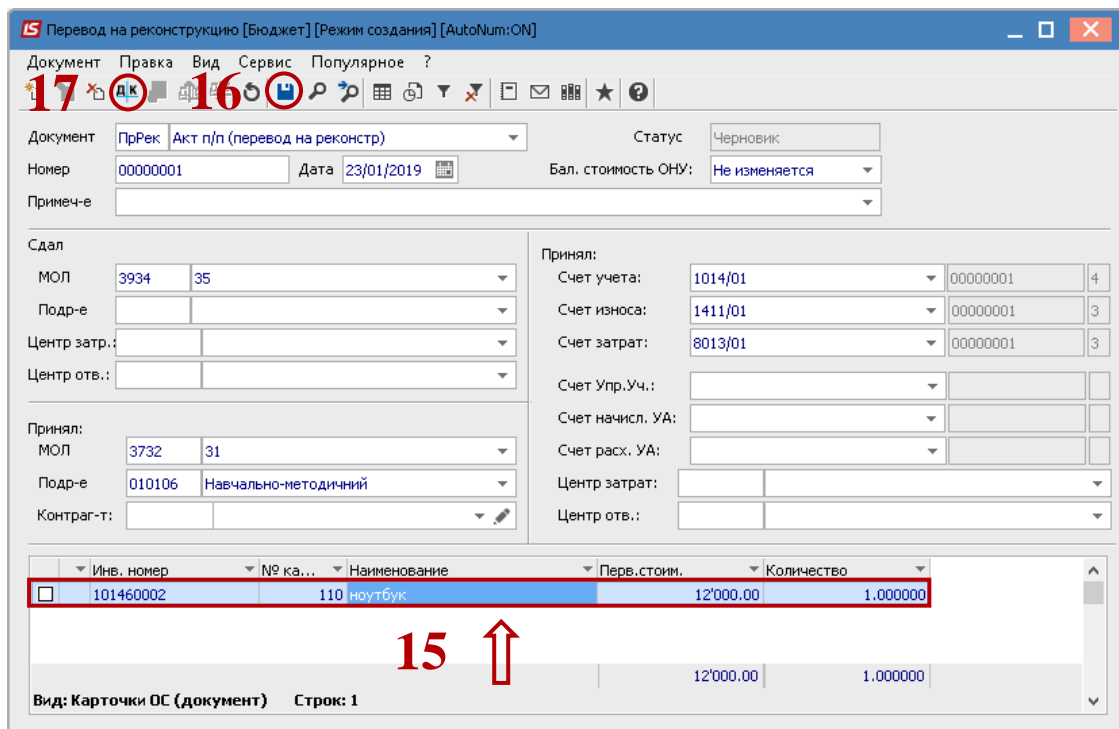 IS Перевод на реконструкцию [Бюджет] [Режим создания] [AutoNum:ON]
Документ Правка Вид Сервис Популярное ?
17 Д К 16
Документ ПрРек Акт п/п (перевод на реконстр) Статус Черновик
Номер 00000001 Дата 23/01/2019 Бал. стоимость ОНУ: Не изменяется
Примеч-е
Сдал
МОЛ 3934 35
Подр-е
Центр затр.:
Центр отв.:
Принял:
МОЛ 3732 31
Подр-е 010106 Навчально-методичний
Контраг-т:
Принял:
Счет учета: 1014/01 00000001 4
Счет износа: 1411/01 00000001 3
Счет затрат: 8013/01 00000001 3
Счет Упр.Уч.:
Счет начисл. УА:
Счет расх. УА:
Центр затрат:
Центр отв.:
Инв. номер № ка... Наименование Перв.стоим. Количество
101460002 110 ноутбук 12'000.00 1.000000
15
12'000.00 1.000000
Вид: Карточки ОС (документ) Строк: 1